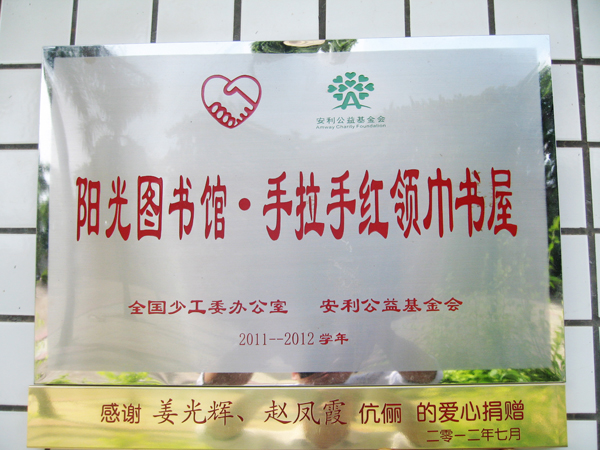 安利公益基金会
Amway Charity Foundation
阳光图书馆·手拉手红领巾书屋
全国少工委办公室 安利公益基金会
2011--2012 学年
感谢 姜光辉、赵凤霞 伉俪 的爱心捐赠
二零一二年七月